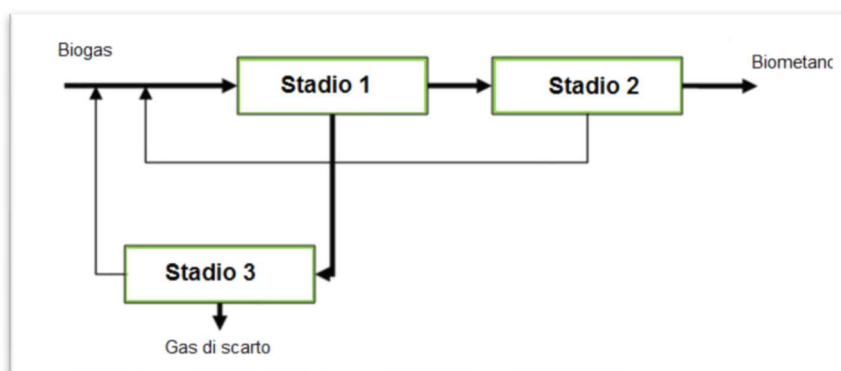 Biogas
Stadio 1
Stadio 2
Biometano
Stadio 3
Gas di scarto